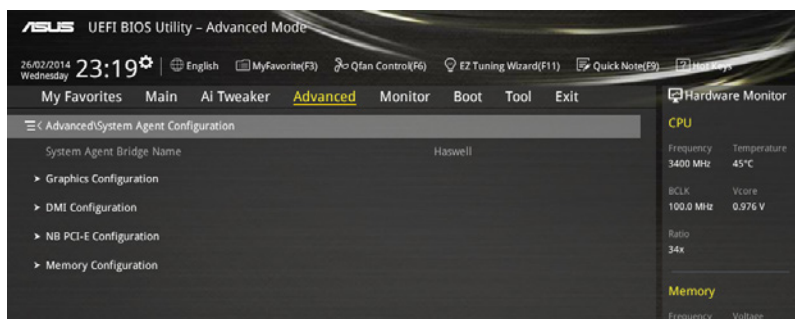 ASUS UEFI BIOS Utility – Advanced Mode
26/02/2014 Wednesday 23:19 English MyFavorite(F3) Qfan Control(F6) EZ Tuning Wizard(F11) Quick Note(F9) Hot Keys
My Favorites Main Ai Tweaker Advanced Monitor Boot Tool Exit
Hardware Monitor
Advanced\System Agent Configuration
System Agent Bridge Name Haswell
> Graphics Configuration
> DMI Configuration
> NB PCI-E Configuration
> Memory Configuration
CPU
Frequency Temperature
3400 MHz 45°C
BCLK Vcore
100.0 MHz 0.976 V
Ratio
34x
Memory
Frequency Voltage